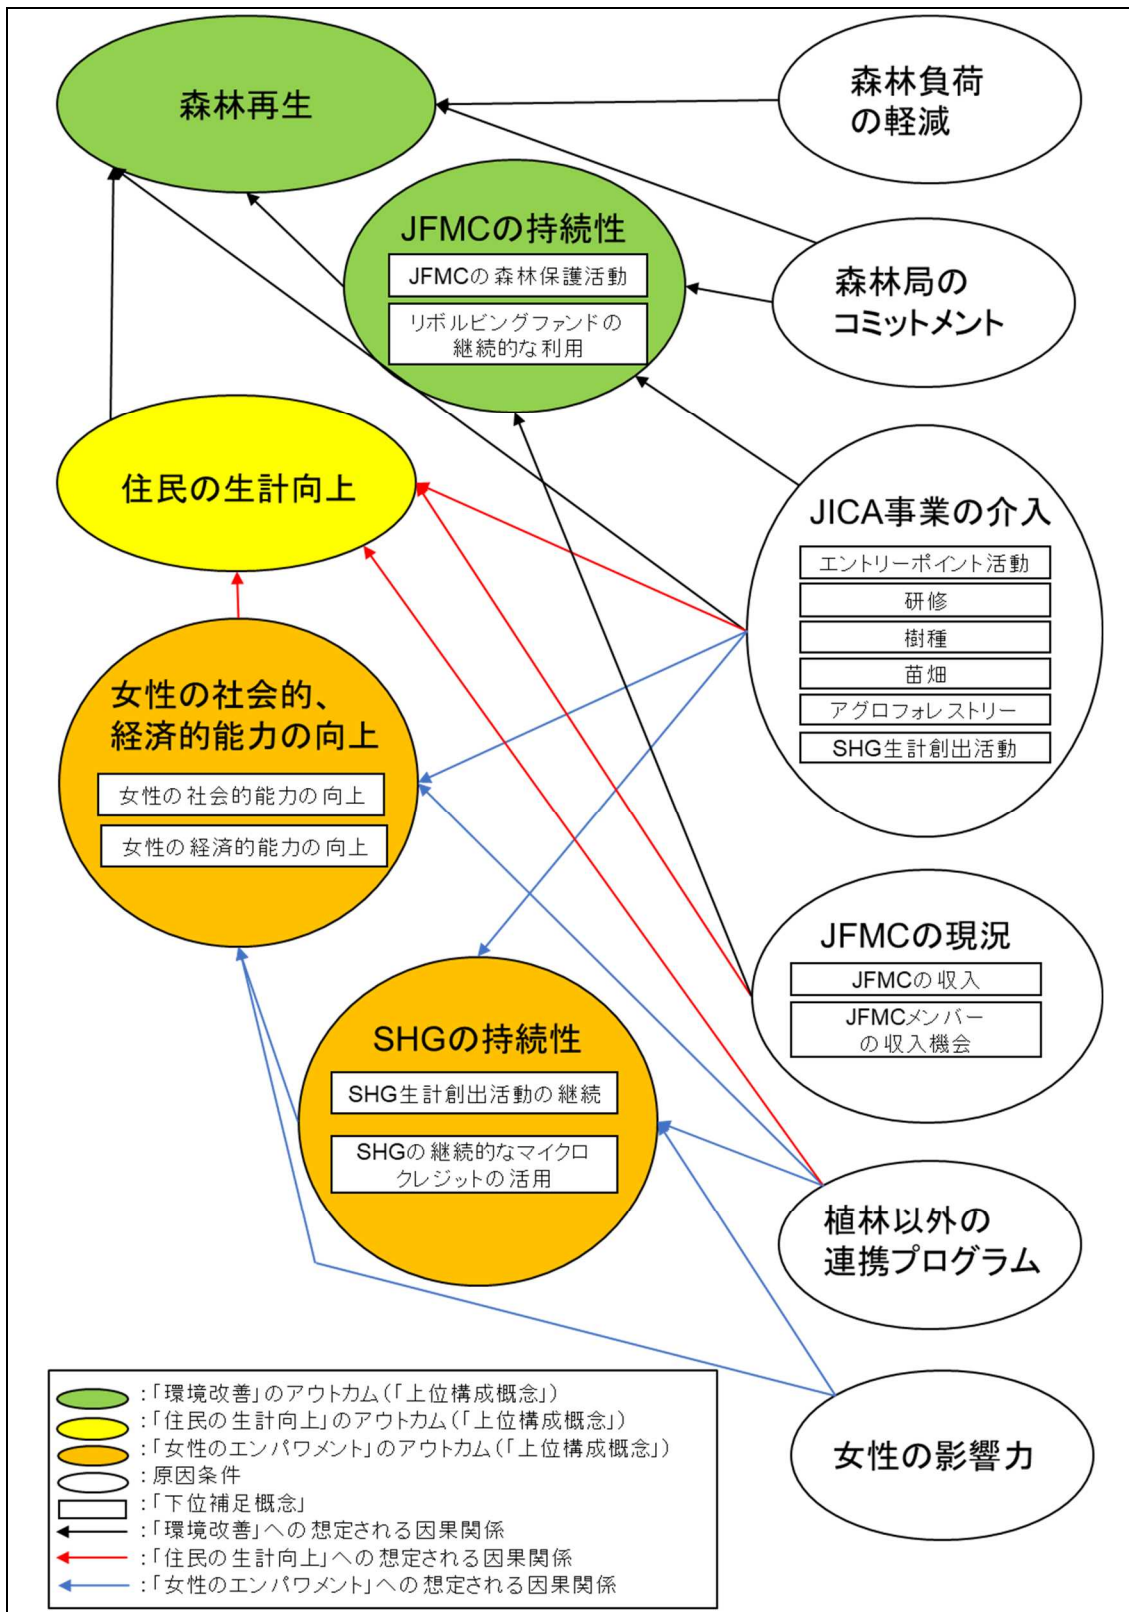 森林再生
森林負荷
の軽減
JFMCの持続性
JFMCの森林保護活動
リボルビングファンドの
継続的な利用
森林局の
コミットメント
住民の生計向上
JICA事業の介入
エントリーポイント活動
研修
樹種
苗畑
アグロフォレストリー
SHG生計創出活動
女性の社会的、
経済的能力の向上
女性の社会的能力の向上
女性の経済的能力の向上
JFMCの現況
JFMCの収入
JFMCメンバー
の収入機会
SHGの持続性
SHG生計創出活動の継続
SHGの継続的なマイクロ
クレジットの活用
植林以外の
連携プログラム
女性の影響力
:「環境改善」のアウトカム(「上位構成概念」)
:「住民の生計向上」のアウトカム(「上位構成概念」)
:「女性のエンパワメント」のアウトカム(「上位構成概念」)
:原因条件
:「下位補足概念」
:「環境改善」への想定される因果関係
:「住民の生計向上」への想定される因果関係
:「女性のエンパワメント」への想定される因果関係